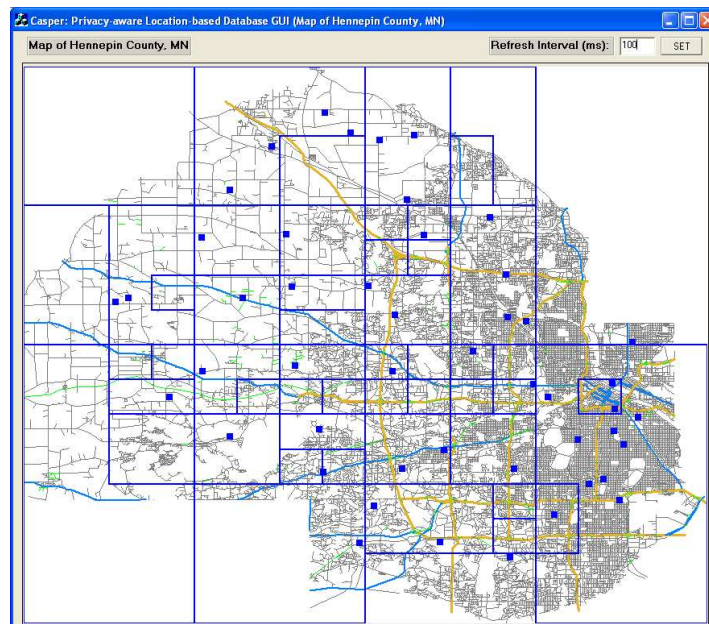 Casper: Privacy-aware Location-based Database GUI (Map of Hennepin County, MN)
Map of Hennepin County, MN
Refresh Interval (ms): 100 SET